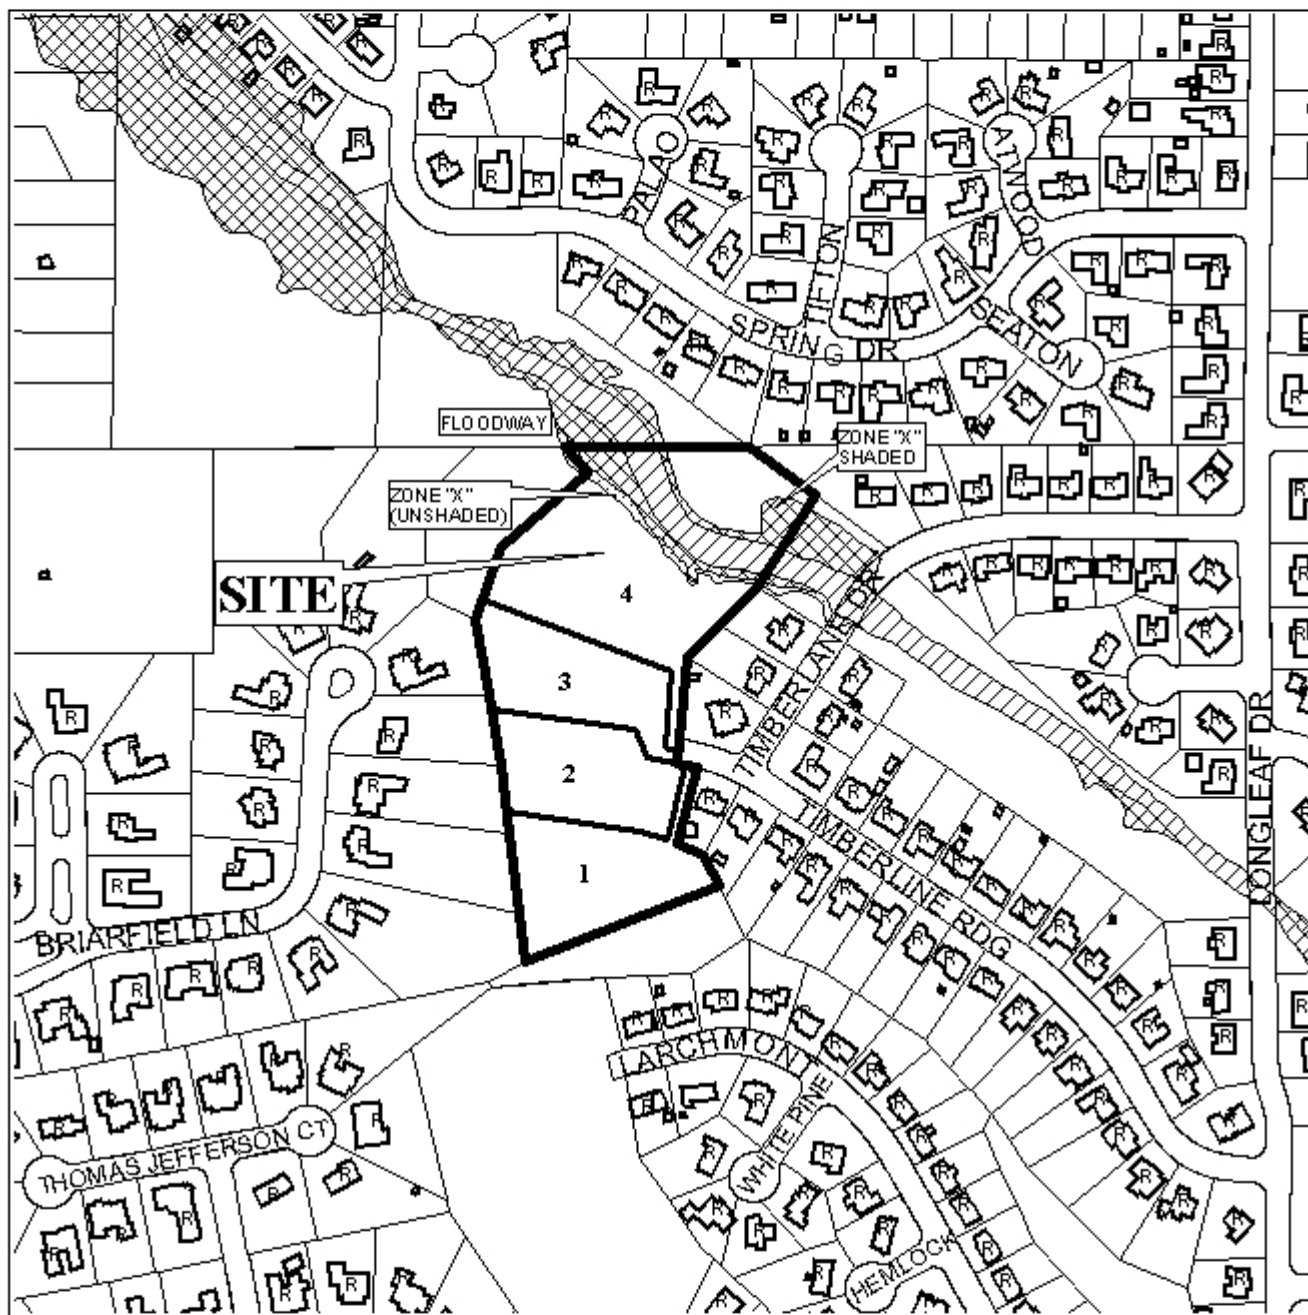 PALAO
ATWOOD
TIFTON
SPRING DR
SEATON
FLOODWAY
ZONE "X"
SHADED
ZONE "X"
(UNSHADED)
SITE
4
3
2
1
TIMBERLANE DR
TIMBERLINE RDG
LONGLEAF DR
BRIARFIELD LN
LARCHMONT
WHITE PINE
THOMAS JEFFERSON CT
HEMLOCK